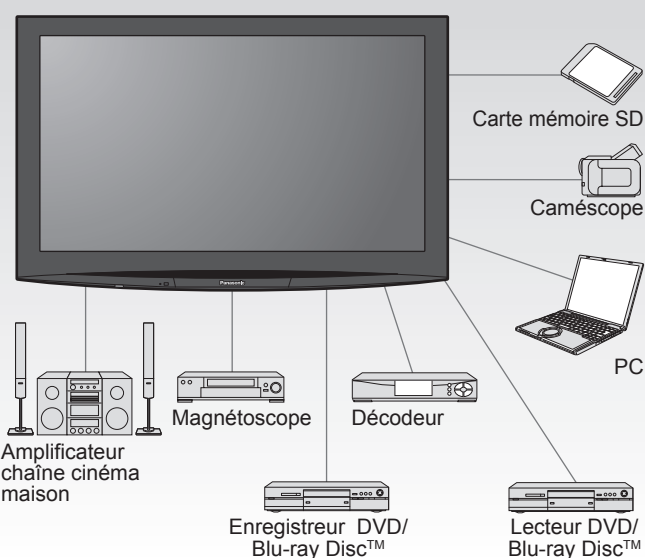 Carte mémoire SD
Caméscope
Panasonic
PC
Magnétoscope
Décodeur
Amplificateur
chaîne cinéma
maison
Enregistreur DVD/
Blu-ray Disc™
Lecteur DVD/
Blu-ray Disc™